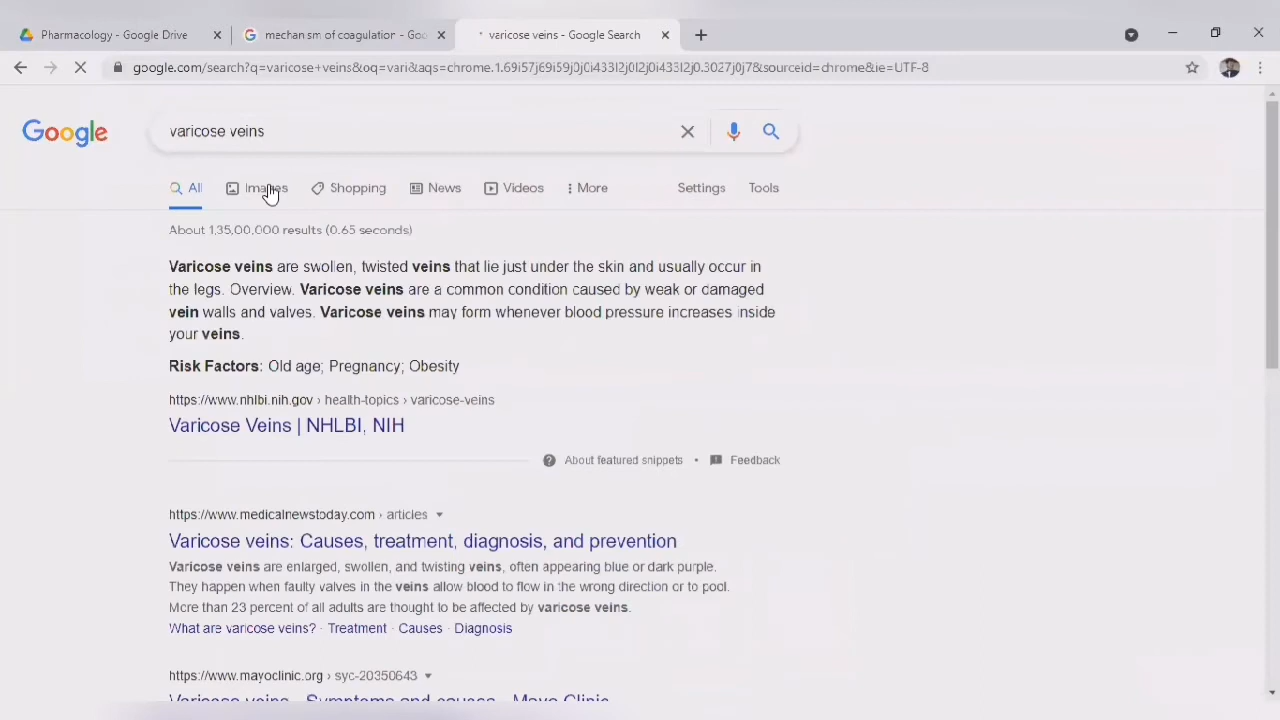 Pharmacology - Google Drive
mechanism of coagulation - Goo
varicose veins - Google Search
google.com/search?q=varicose+veins&oq=vari&aqs=chrome.1.69i57j69i59j0j0i433l2j0l2j0i433l2j0.3027j0j7&sourceid=chrome&ie=UTF-8
Google
varicose veins
All Images Shopping News Videos More Settings Tools
About 1,35,00,000 results (0.65 seconds)
Varicose veins are swollen, twisted veins that lie just under the skin and usually occur in
the legs. Overview. Varicose veins are a common condition caused by weak or damaged
vein walls and valves. Varicose veins may form whenever blood pressure increases inside
your veins.
Risk Factors: Old age; Pregnancy; Obesity
https://www.nhlbi.nih.gov › health-topics › varicose-veins
Varicose Veins | NHLBI, NIH
About featured snippets • Feedback
https://www.medicalnewstoday.com › articles
Varicose veins: Causes, treatment, diagnosis, and prevention
Varicose veins are enlarged, swollen, and twisting veins, often appearing blue or dark purple.
They happen when faulty valves in the veins allow blood to flow in the wrong direction or to pool.
More than 23 percent of all adults are thought to be affected by varicose veins.
What are varicose veins? · Treatment · Causes · Diagnosis
https://www.mayoclinic.org › syc-20350643
Varicose veins - Symptoms and causes - Mayo Clinic